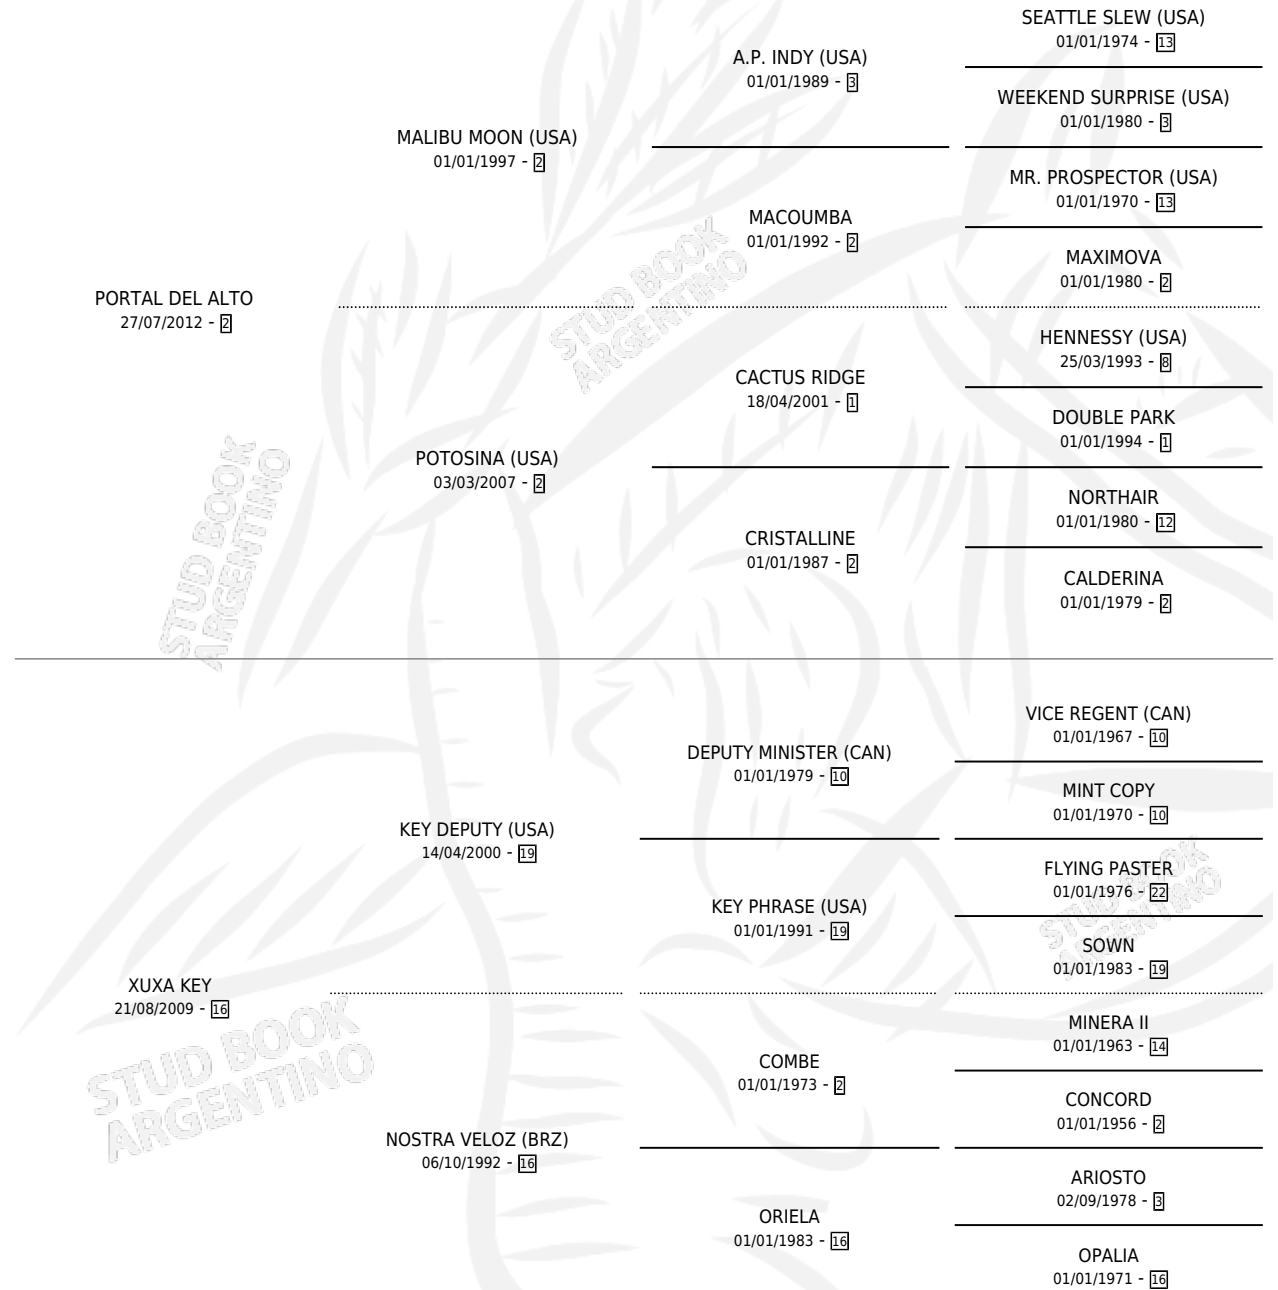 SEATTLE SLEW (USA)
01/01/1974 - 13
A.P. INDY (USA)
01/01/1989 - 3
WEEKEND SURPRISE (USA)
01/01/1980 - 3
MALIBU MOON (USA)
01/01/1997 - 2
MR. PROSPECTOR (USA)
01/01/1970 - 13
MACOUMBA
01/01/1992 - 2
MAXIMOVA
01/01/1980 - 2
PORTAL DEL ALTO
27/07/2012 - 2
STUD BOOK
ARGENTINO
HENNESSY (USA)
25/03/1993 - 8
CACTUS RIDGE
18/04/2001 - 1
DOUBLE PARK
01/01/1994 - 1
POTOSINA (USA)
03/03/2007 - 2
NORTHAIR
01/01/1980 - 12
CRISTALLINE
01/01/1987 - 2
CALDERINA
01/01/1979 - 2
STUD BOOK
ARGENTINO
VICE REGENT (CAN)
01/01/1967 - 10
DEPUTY MINISTER (CAN)
01/01/1979 - 10
MINT COPY
01/01/1970 - 10
KEY DEPUTY (USA)
14/04/2000 - 19
FLYING PASTER
01/01/1976 - 22
KEY PHRASE (USA)
01/01/1991 - 19
STUD BOOK
ARGENTINO
SOWN
01/01/1983 - 19
XUXA KEY
21/08/2009 - 16
MINERA II
01/01/1963 - 14
COMBE
01/01/1973 - 2
CONCORD
01/01/1956 - 2
STUD BOOK
ARGENTINO
NOSTRA VELOZ (BRZ)
06/10/1992 - 16
ARIOSTO
02/09/1978 - 3
ORIELA
01/01/1983 - 16
OPALIA
01/01/1971 - 16